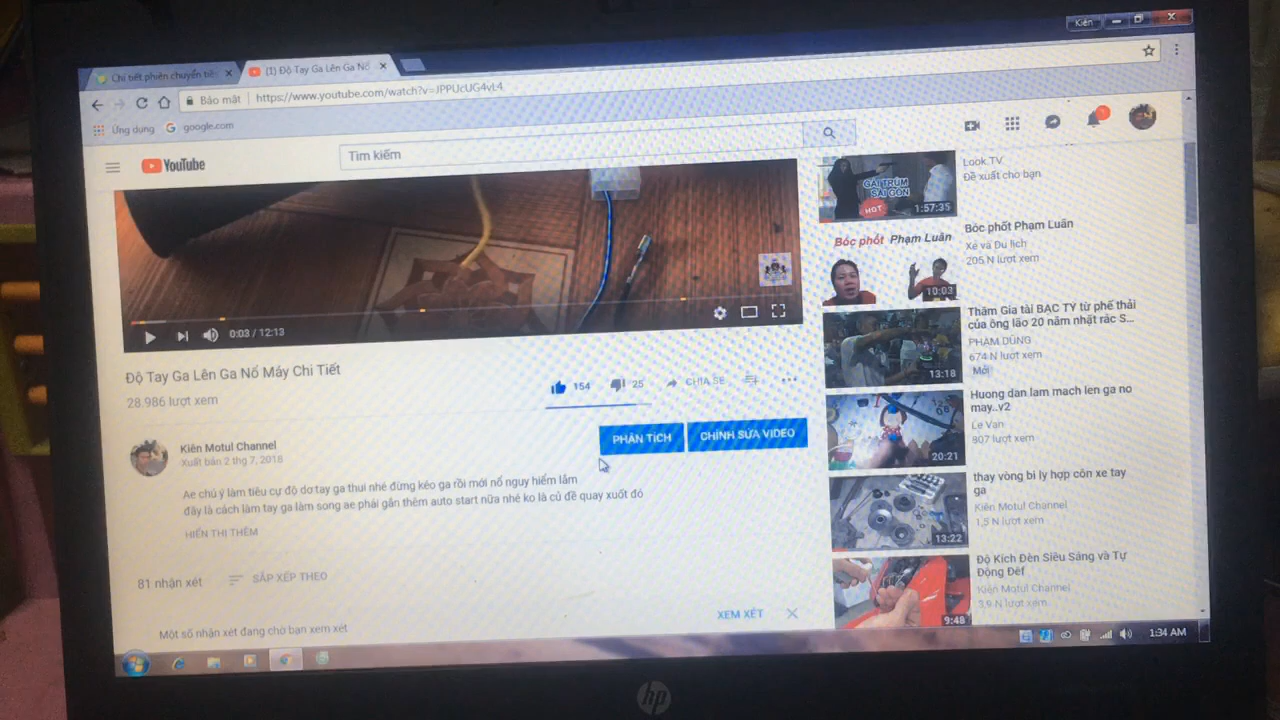 Kiên
Chi tiết phiên chuyển tiề
(1) Độ Tay Ga Lên Ga Nổ
Bảo mật
https://www.youtube.com/watch?v=JPPUcUG4vL4
Ứng dụng
google.com
YouTube
Tìm kiếm
0:03 / 12:13
Độ Tay Ga Lên Ga Nổ Máy Chi Tiết
28.986 lượt xem
154
25
CHIA SẺ
Kiên Motul Channel
Xuất bản 2 thg 7, 2018
PHÂN TÍCH
CHỈNH SỬA VIDEO
Ae chú ý làm tiêu cự độ dơ tay ga thui nhé đừng kéo ga rồi mới nổ nguy hiểm lắm
đây là cách làm tay ga làm song ae phải gắn thêm auto start nữa nhé ko là củ đề quay xuốt đó
HIỂN THỊ THÊM
81 nhận xét
SẮP XẾP THEO
XEM XÉT
Một số nhận xét đang chờ bạn xem xét
GÁI TRÙM
SÀI GÒN
HOT
1:57:35
Look TV
Đề xuất cho bạn
Bóc phốt Phạm Luân
10:03
Bóc phốt Phạm Luân
Xe và Du lịch
205 N lượt xem
13:18
Thăm Gia tài BẠC TỶ từ phế thải
của ông lão 20 năm nhặt rác S...
PHẠM DŨNG
674 N lượt xem
Mới
20:21
Huong dan lam mach len ga no
may..v2
Le Van
807 lượt xem
13:22
thay vòng bi ly hợp côn xe tay
ga
Kiên Motul Channel
1,5 N lượt xem
9:48
Độ Kích Đèn Siêu Sáng và Tự
Động Đếf
Kiên Motul Channel
3,9 N lượt xem
1:34 AM
hp